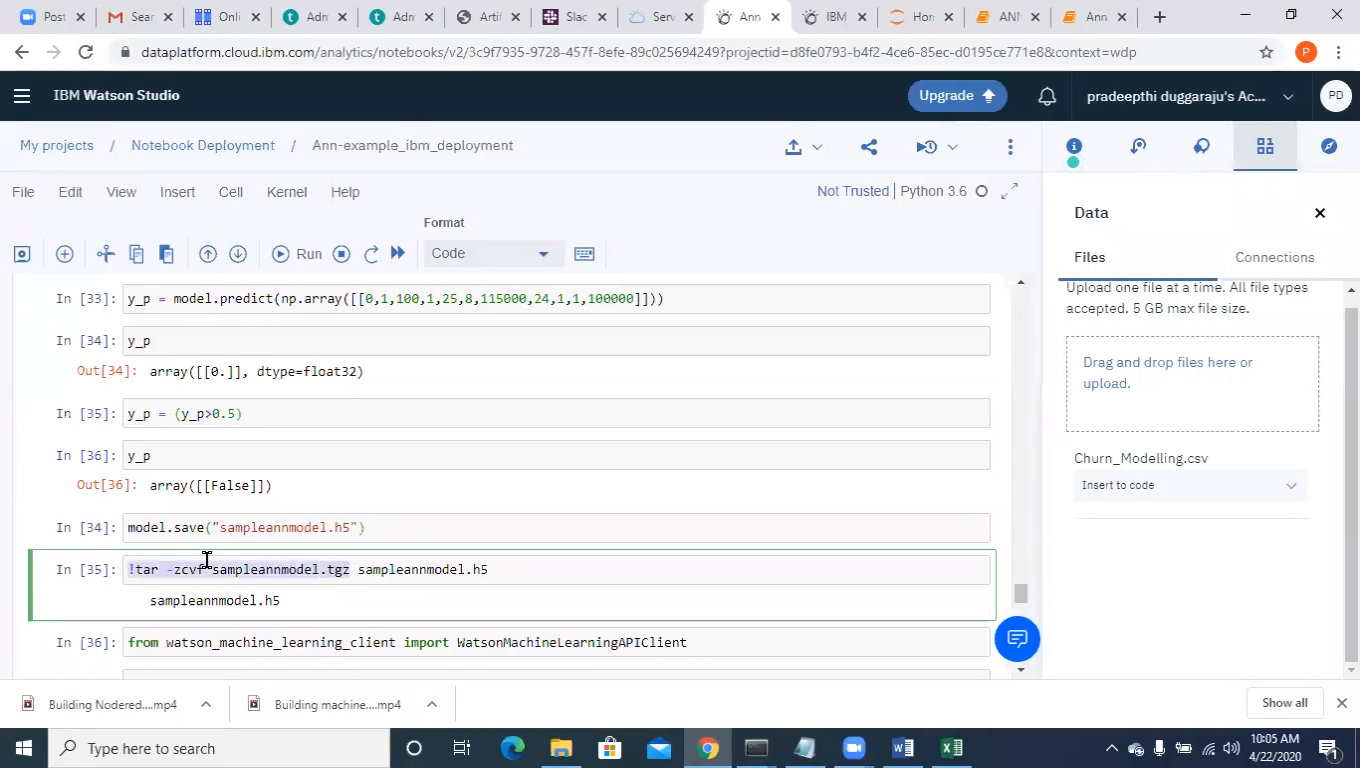 Post
Sear
Onli
Adm
Adm
Artif
Slac
Serv
Ann
IBM
Hom
ANN
Ann
dataplatform.cloud.ibm.com/analytics/notebooks/v2/3c9f7935-9728-457f-8efe-89c025694249?projectid=d8fe0793-b4f2-4ce6-85ec-d0195ce771e8&context=wdp
P
IBM Watson Studio
Upgrade
pradeepthi duggaraju's Ac...
PD
My projects / Notebook Deployment / Ann-example_ibm_deployment
File Edit View Insert Cell Kernel Help
Not Trusted | Python 3.6
Format
Run
Code
In [33]: y_p = model.predict(np.array([[0,1,100,1,25,8,115000,24,1,1,100000]]))
In [34]: y_p
Out[34]: array([[0.]], dtype=float32)
In [35]: y_p = (y_p>0.5)
In [36]: y_p
Out[36]: array([[False]])
In [34]: model.save("sampleannmodel.h5")
In [35]: !tar -zcvf sampleannmodel.tgz sampleannmodel.h5
sampleannmodel.h5
In [36]: from watson_machine_learning_client import WatsonMachineLearningAPIClient
Data
Files
Connections
Upload one file at a time. All file types
accepted. 5 GB max file size.
Drag and drop files here or
upload.
Churn_Modelling.csv
Insert to code
Building Nodered....mp4
Building machine....mp4
Show all
Type here to search
10:05 AM
4/22/2020
1